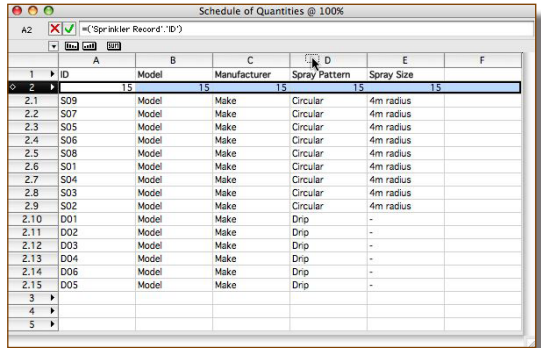 Schedule of Quantities @ 100%
A2 =('Sprinkler Record'.'ID')
A B C D E F
1 ID Model Manufacturer Spray Pattern Spray Size
2 15 15 15 15 15
2.1 S09 Model Make Circular 4m radius
2.2 S07 Model Make Circular 4m radius
2.3 S05 Model Make Circular 4m radius
2.4 S06 Model Make Circular 4m radius
2.5 S08 Model Make Circular 4m radius
2.6 S01 Model Make Circular 4m radius
2.7 S04 Model Make Circular 4m radius
2.8 S03 Model Make Circular 4m radius
2.9 S02 Model Make Circular 4m radius
2.10 D01 Model Make Drip -
2.11 D02 Model Make Drip -
2.12 D03 Model Make Drip -
2.13 D04 Model Make Drip -
2.14 D06 Model Make Drip -
2.15 D05 Model Make Drip -
3
4
5